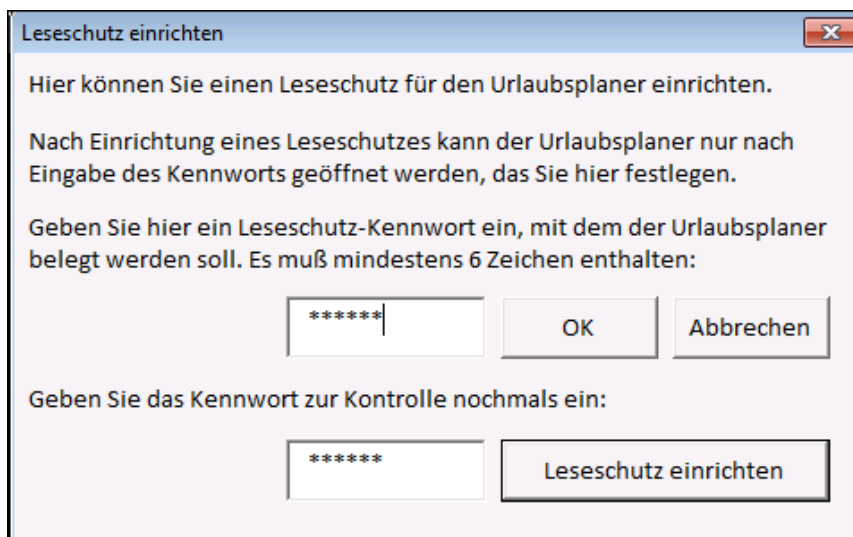 Leseschutz einrichten
Hier können Sie einen Leseschutz für den Urlaubsplaner einrichten.
Nach Einrichtung eines Leseschutzes kann der Urlaubsplaner nur nach
Eingabe des Kennworts geöffnet werden, das Sie hier festlegen.
Geben Sie hier ein Leseschutz-Kennwort ein, mit dem der Urlaubsplaner
belegt werden soll. Es muß mindestens 6 Zeichen enthalten:
****** OK Abbrechen
Geben Sie das Kennwort zur Kontrolle nochmals ein:
****** Leseschutz einrichten